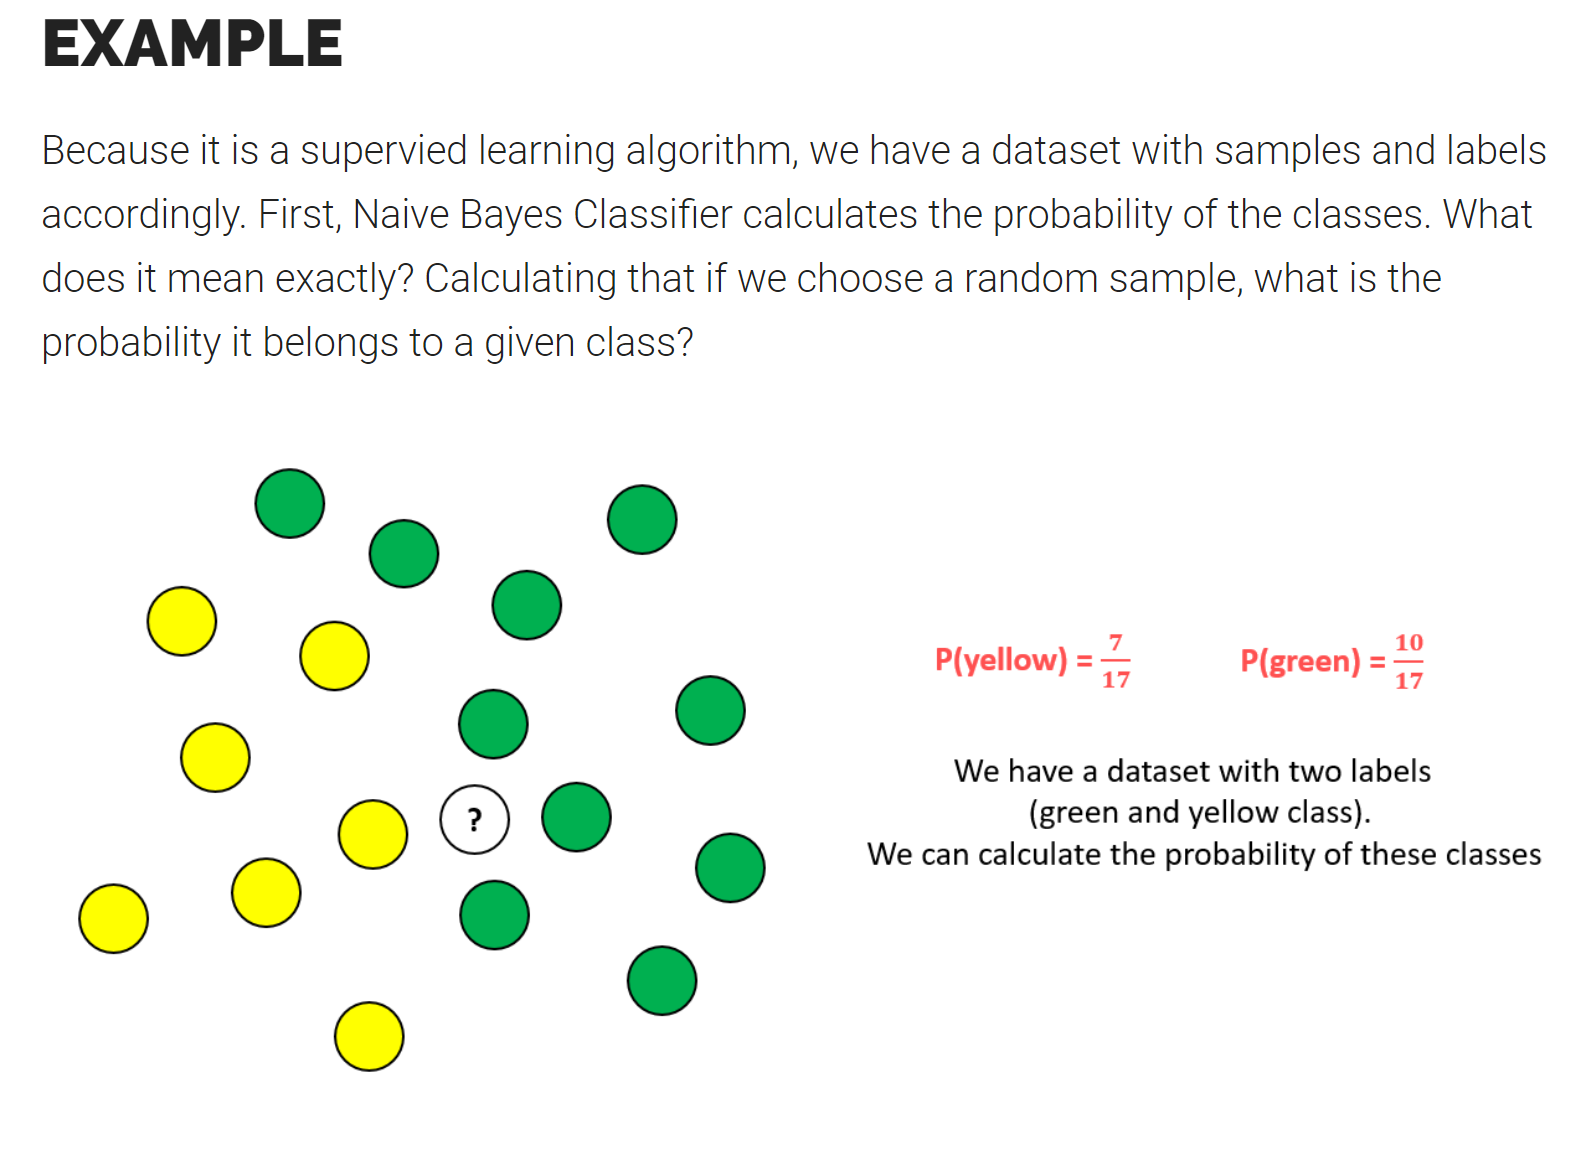 EXAMPLE
Because it is a supervied learning algorithm, we have a dataset with samples and labels
accordingly. First, Naive Bayes Classifier calculates the probability of the classes. What
does it mean exactly? Calculating that if we choose a random sample, what is the
probability it belongs to a given class?
P(yellow) = 7/17 P(green) = 10/17
We have a dataset with two labels
(green and yellow class).
We can calculate the probability of these classes
?